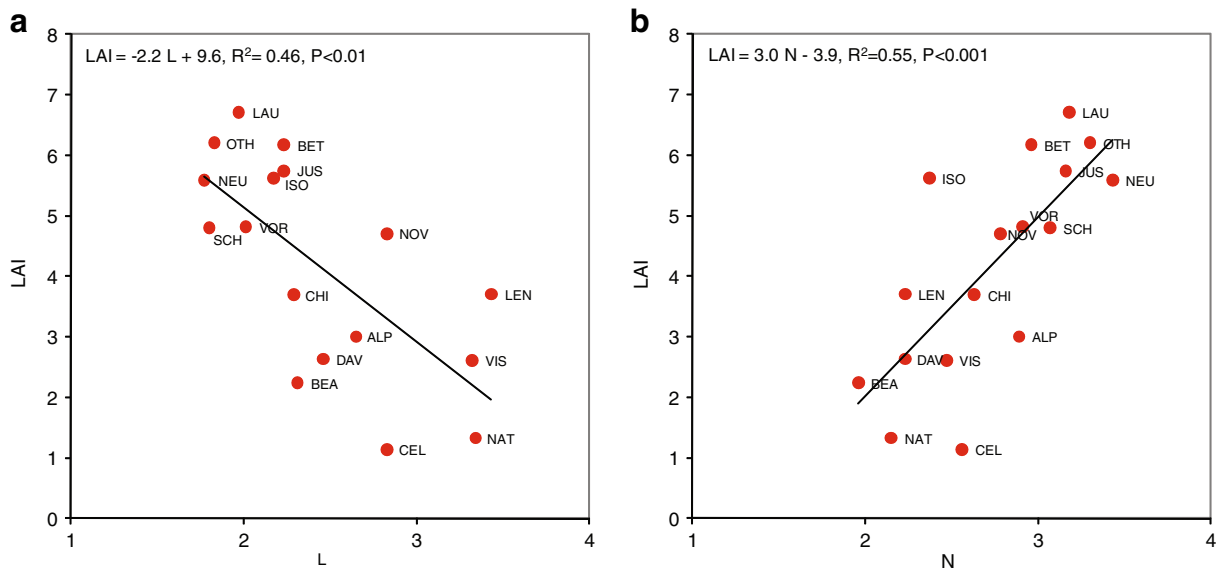 a
LAI = -2.2 L + 9.6, R²= 0.46, P<0.01
8
7
6
5
4
3
2
1
0
LAI
LAU
OTH
BET
JUS
NEU
ISO
SCH
VOR
NOV
CHI
LEN
ALP
DAV
VIS
BEA
NAT
CEL
1
2
3
4
L
b
LAI = 3.0 N - 3.9, R²=0.55, P<0.001
8
7
6
5
4
3
2
1
0
LAI
LAU
BET
OTH
JUS
ISO
NEU
VOR
NOV
SCH
LEN
CHI
ALP
DAV
VIS
BEA
NAT
CEL
1
2
3
4
N